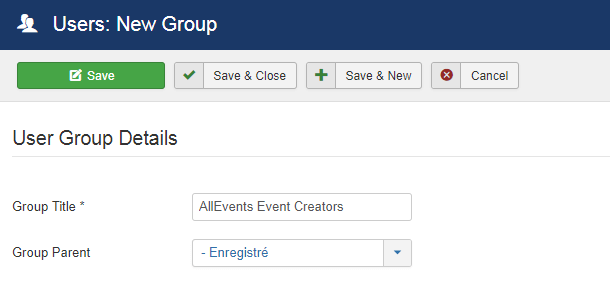 Users: New Group
Save Save & Close Save & New Cancel
User Group Details
Group Title * AllEvents Event Creators
Group Parent - Enregistré